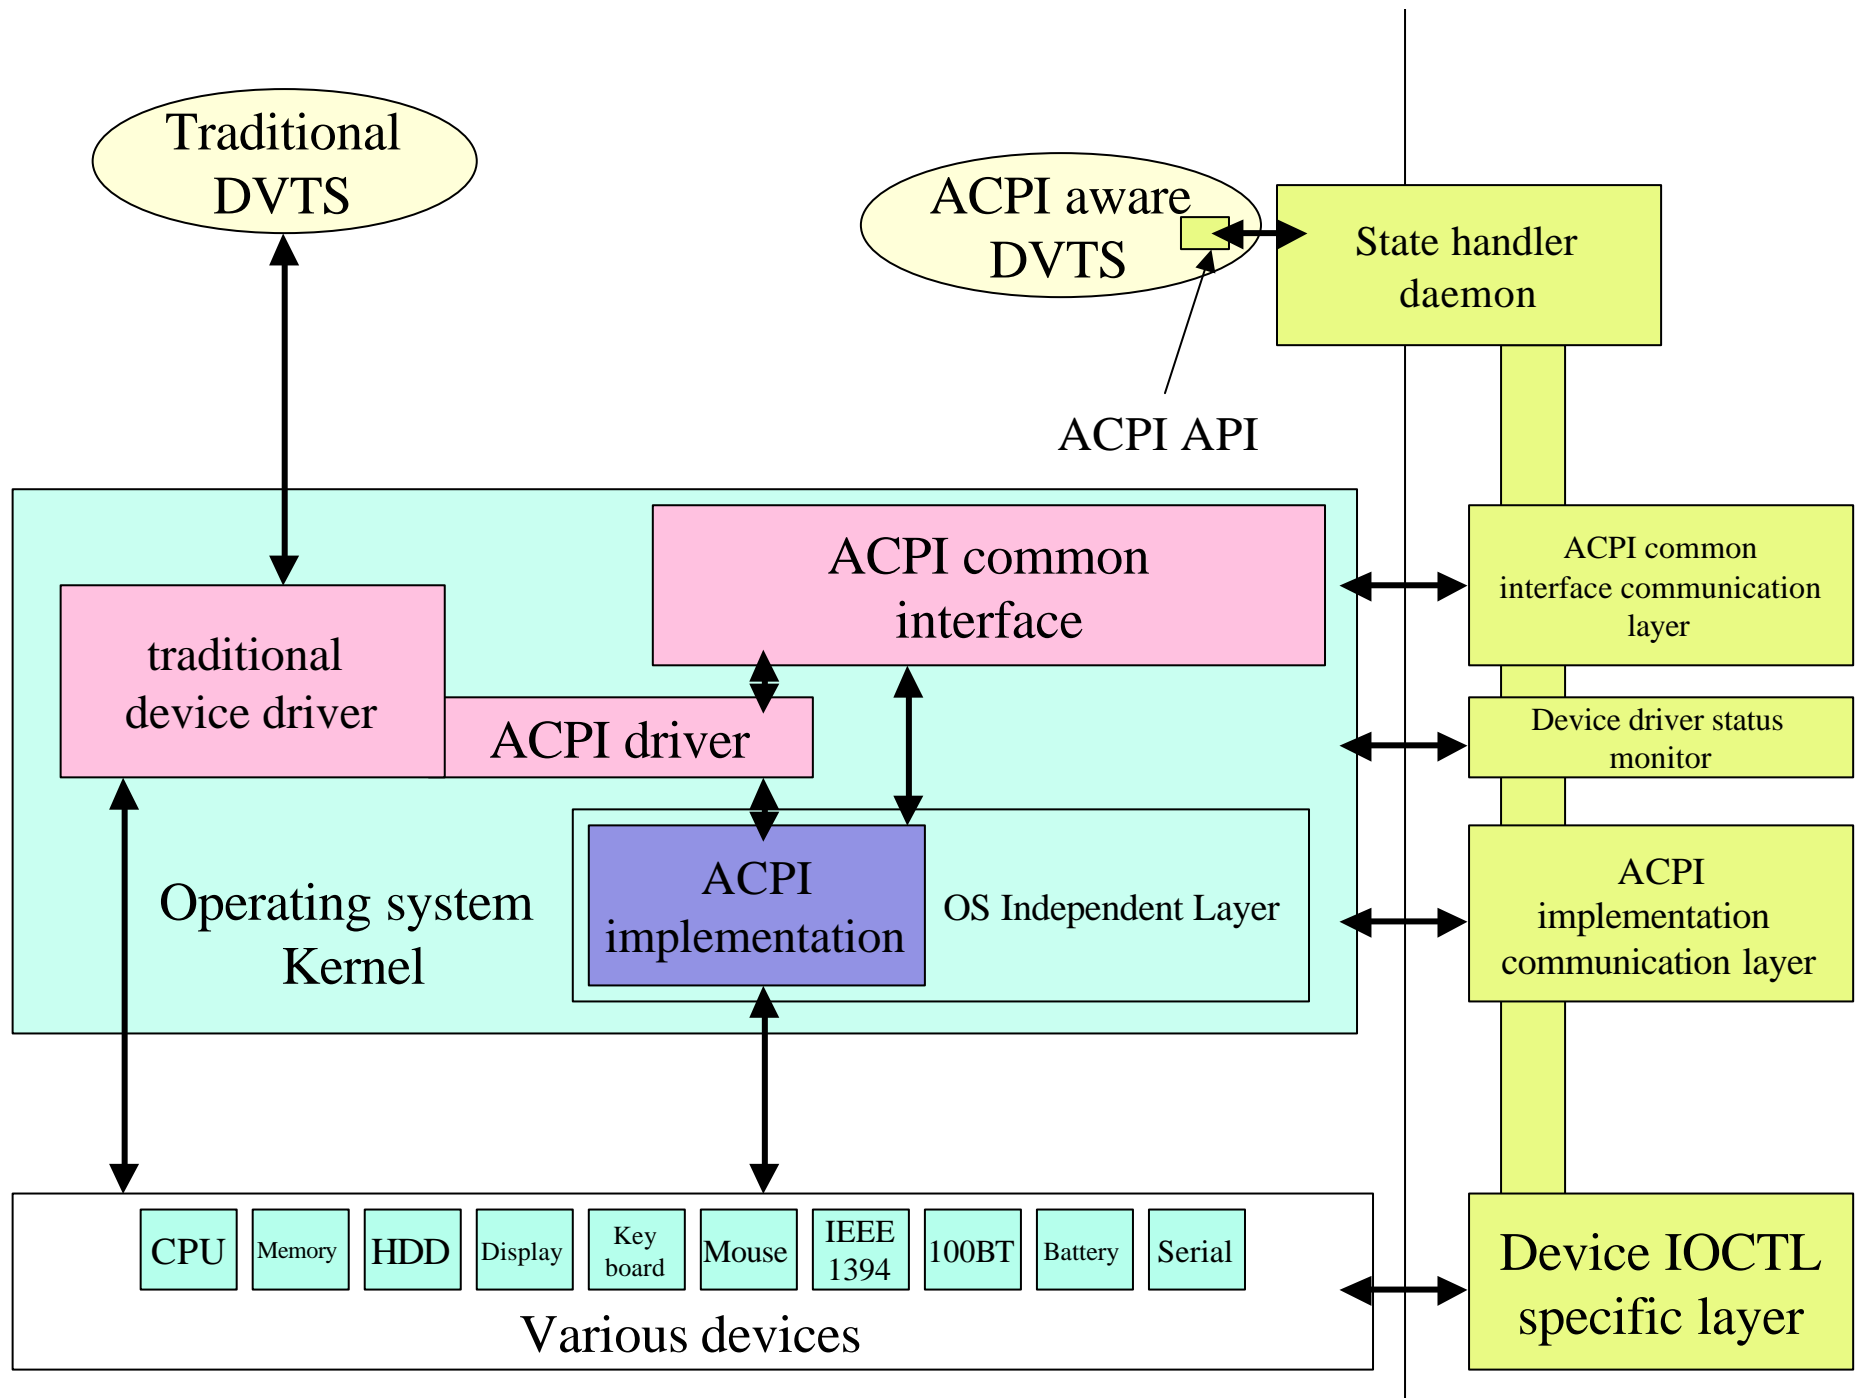 Traditional
DVTS
ACPI aware
DVTS
State handler
daemon
ACPI API
ACPI common
interface
ACPI common
interface communication
layer
traditional
device driver
ACPI driver
Device driver status
monitor
Operating system
Kernel
ACPI
implementation
OS Independent Layer
ACPI
implementation
communication layer
CPU
Memory
HDD
Display
Key
board
Mouse
IEEE
1394
100BT
Battery
Serial
Various devices
Device IOCTL
specific layer